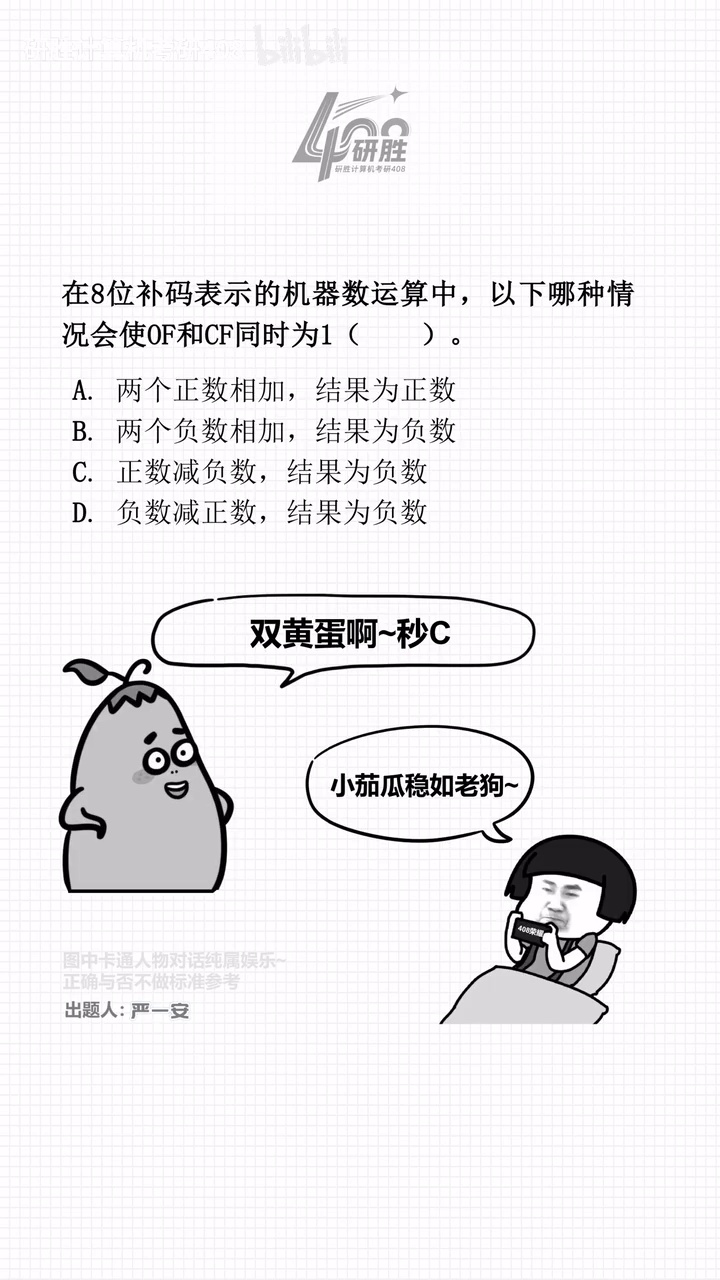 bilibili
408
研胜
研胜计算机考研408
在8位补码表示的机器数运算中，以下哪种情
况会使OF和CF同时为1（　　）。
A. 两个正数相加，结果为正数
B. 两个负数相加，结果为负数
C. 正数减负数，结果为负数
D. 负数减正数，结果为负数
双黄蛋啊~秒C
小茄瓜稳如老狗~
408荣耀
图中卡通人物对话纯属娱乐~
正确与否不做标准参考
出题人：严一安